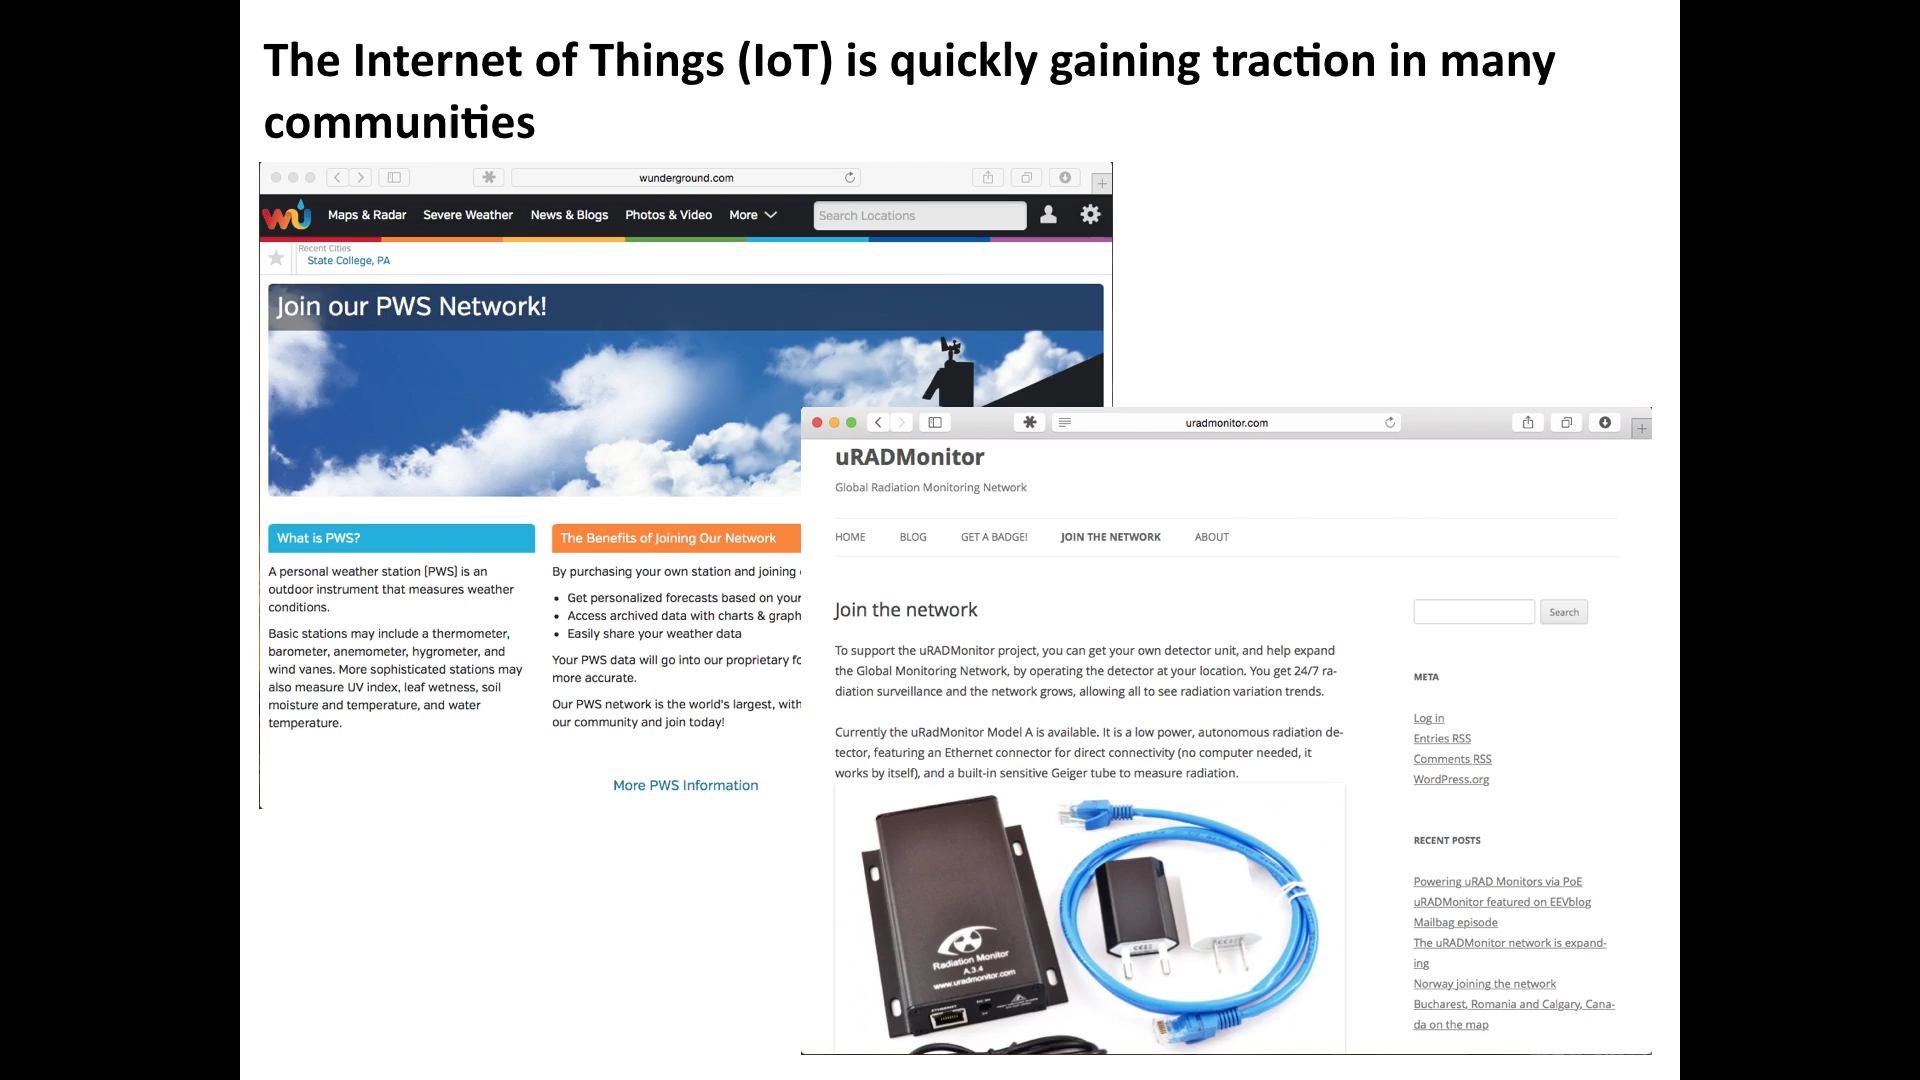 The Internet of Things (IoT) is quickly gaining traction in many
communities
wunderground.com
Maps & Radar Severe Weather News & Blogs Photos & Video More Search Locations
Recent Cities
State College, PA
Join our PWS Network!
What is PWS?
A personal weather station (PWS) is an
outdoor instrument that measures weather
conditions.
Basic stations may include a thermometer,
barometer, anemometer, hygrometer, and
wind vanes. More sophisticated stations may
also measure UV index, leaf wetness, soil
moisture and temperature, and water
temperature.
The Benefits of Joining Our Network
By purchasing your own station and joining
• Get personalized forecasts based on your
• Access archived data with charts & graph
• Easily share your weather data
Your PWS data will go into our proprietary
more accurate.
Our PWS network is the world's largest, with
our community and join today!
More PWS Information
uradmonitor.com
uRADMonitor
Global Radiation Monitoring Network
HOME BLOG GET A BADGE! JOIN THE NETWORK ABOUT
Join the network
To support the uRADMonitor project, you can get your own detector unit, and help expand
the Global Monitoring Network, by operating the detector at your location. You get 24/7 ra-
diation surveillance and the network grows, allowing all to see radiation variation trends.
Currently the uRadMonitor Model A is available. It is a low power, autonomous radiation de-
tector, featuring an Ethernet connector for direct connectivity (no computer needed, it
works by itself), and a built-in sensitive Geiger tube to measure radiation.
Radiation Monitor
A.3.4
www.uradmonitor.com
ETHERNET
Search
META
Log in
Entries RSS
Comments RSS
WordPress.org
RECENT POSTS
Powering uRAD Monitors via PoE
uRADMonitor featured on EEVblog
Mailbag episode
The uRADMonitor network is expand-
ing
Norway joining the network
Bucharest, Romania and Calgary, Cana-
da on the map